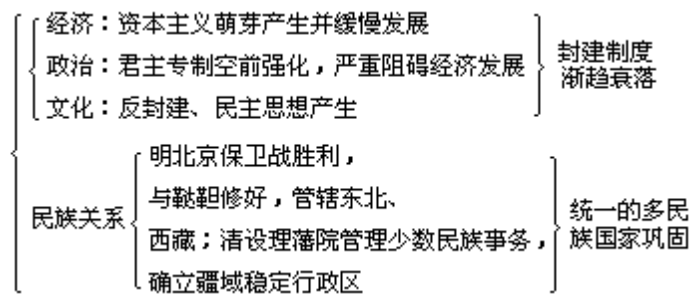 经济：资本主义萌芽产生并缓慢发展
政治：君主专制空前强化，严重阻碍经济发展
文化：反封建、民主思想产生
封建制度
渐趋衰落
民族关系
明北京保卫战胜利，
与鞑靼修好，管辖东北、
西藏；清设理藩院管理少数民族事务，
确立疆域稳定行政区
统一的多民
族国家巩固